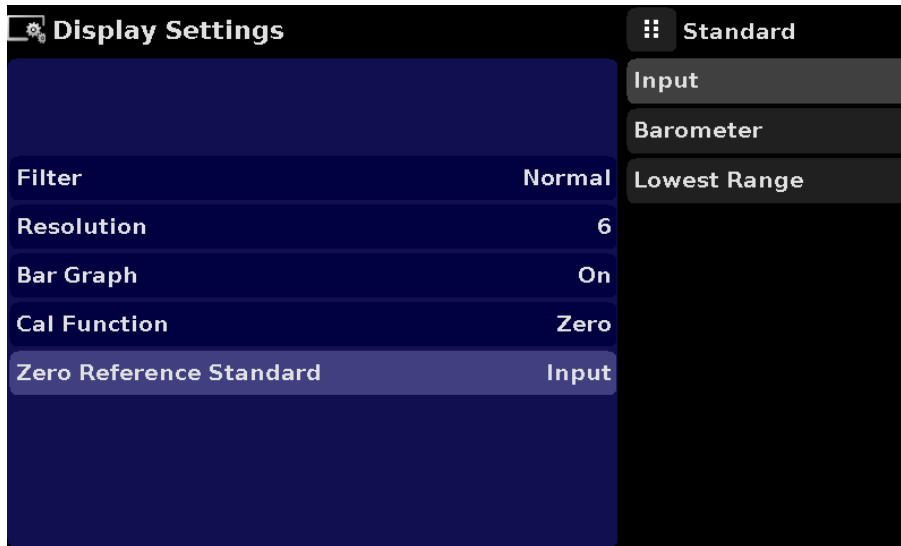 Display Settings
Filter Normal
Resolution 6
Bar Graph On
Cal Function Zero
Zero Reference Standard Input
Standard
Input
Barometer
Lowest Range